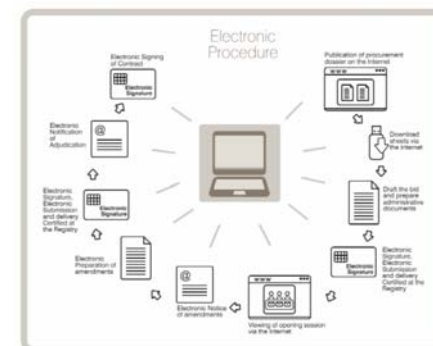 Electronic
Procedure
Publication of procurement
dossier on the Internet
W W W
Download
sheets via
the Internet
Draft the bid
and prepare
administrative
documents
Electronic
Signature,
Electronic
Submission
and delivery
Certified at the
Registry
Electronic
Signature
W W W
Viewing of opening session
via the Internet
@
Electronic Notice
of amendments
Electronic
Preparation of
amendments
Electronic
Signature,
Electronic
Submission
and delivery
Certified at
the Registry
Electronic
Signature
Electronic
Notification
of
Adjudication
@
Electronic Signing
of Contract
Electronic
Signature